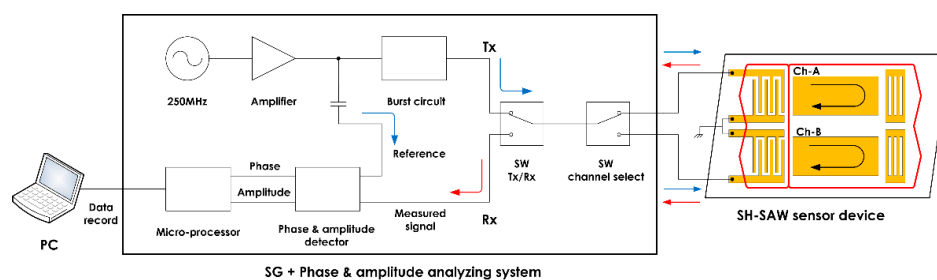 Tx
250MHz
Amplifier
Burst circuit
Reference
SW
Tx/Rx
SW
channel select
Ch-A
Ch-B
SH-SAW sensor device
Phase
Amplitude
Data
record
PC
Micro-processor
Phase & amplitude
detector
Measured
signal
Rx
SG + Phase & amplitude analyzing system